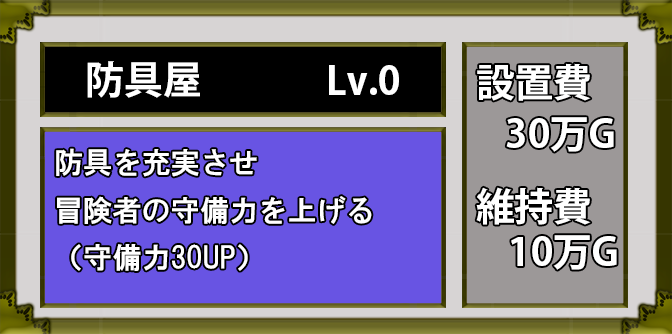 防具屋 Lv.0
防具を充実させ
冒険者の守備力を上げる
（守備力30UP）
設置費
30万G
維持費
10万G